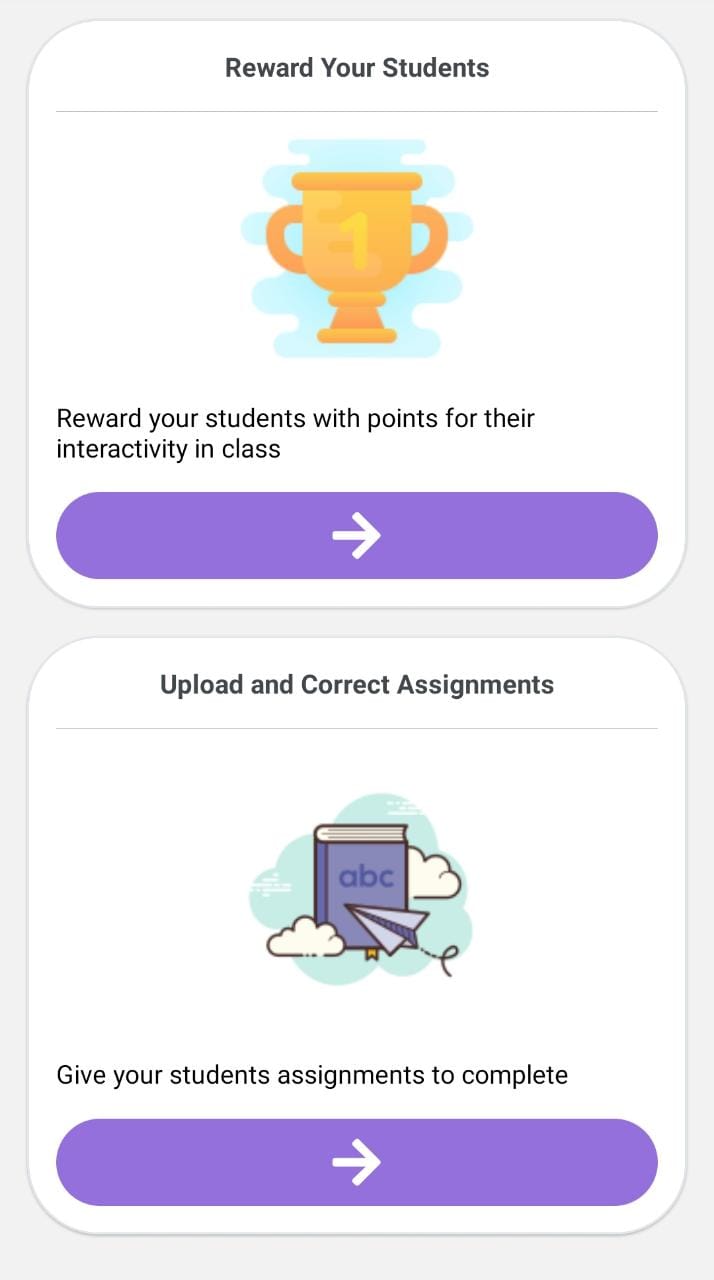 Reward Your Students
1
Reward your students with points for their
interactivity in class
Upload and Correct Assignments
abc
Give your students assignments to complete